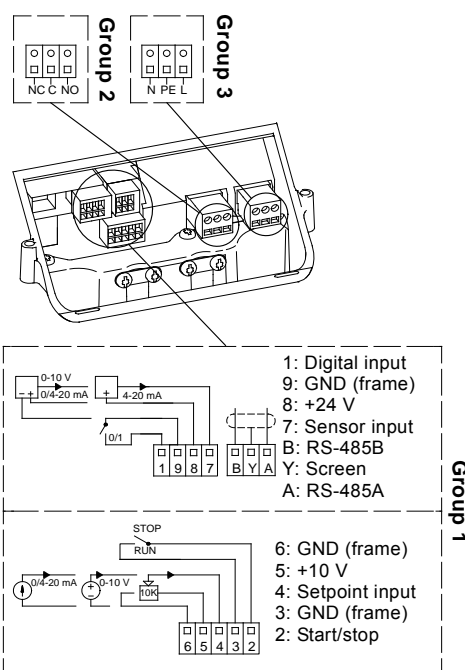 Group 2
Group 3
NC C NO
N PE L
0-10 V
0/4-20 mA
- +
+
4-20 mA
0/1
1 9 8 7
B Y A
1: Digital input
9: GND (frame)
8: +24 V
7: Sensor input
B: RS-485B
Y: Screen
A: RS-485A
Group 1
STOP
RUN
0/4-20 mA
+
-
0-10 V
10K
6 5 4 3 2
6: GND (frame)
5: +10 V
4: Setpoint input
3: GND (frame)
2: Start/stop